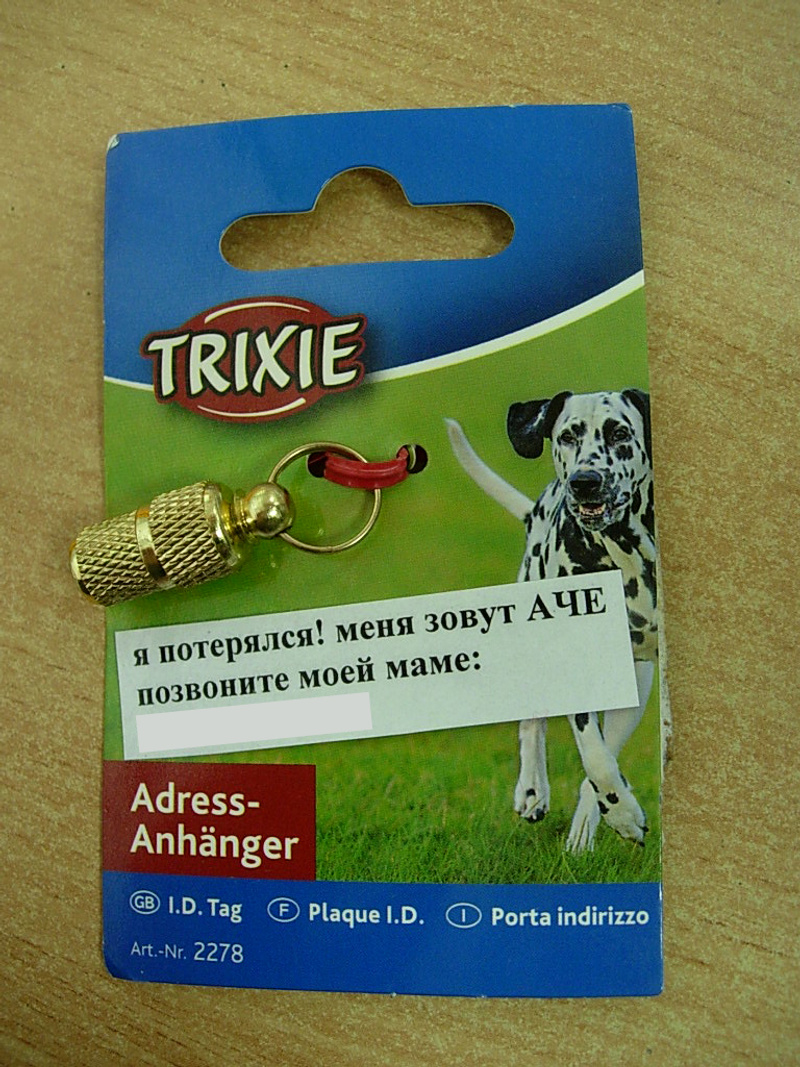 TRIXIE
я потерялся! меня зовут АЧЕ
позвоните моей маме:
Adress-
Anhänger
GB I.D. Tag F Plaque I.D. I Porta indirizzo
Art.-Nr. 2278